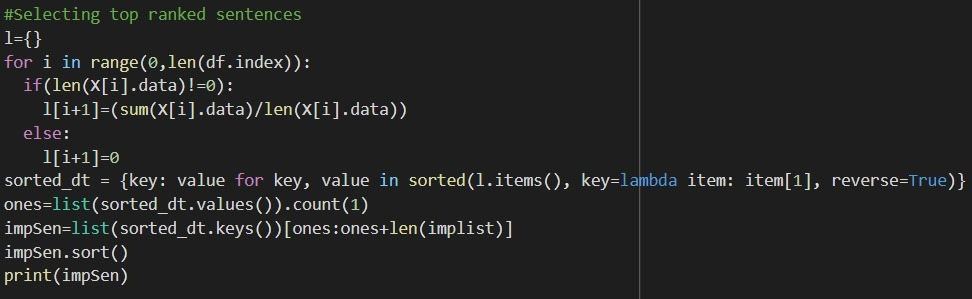 #Selecting top ranked sentences
l={}
for i in range(0,len(df.index)):
  if(len(X[i].data)!=0):
    l[i+1]=(sum(X[i].data)/len(X[i].data))
  else:
    l[i+1]=0
sorted_dt = {key: value for key, value in sorted(l.items(), key=lambda item: item[1], reverse=True)}
ones=list(sorted_dt.values()).count(1)
impSen=list(sorted_dt.keys())[ones:ones+len(implist)]
impSen.sort()
print(impSen)